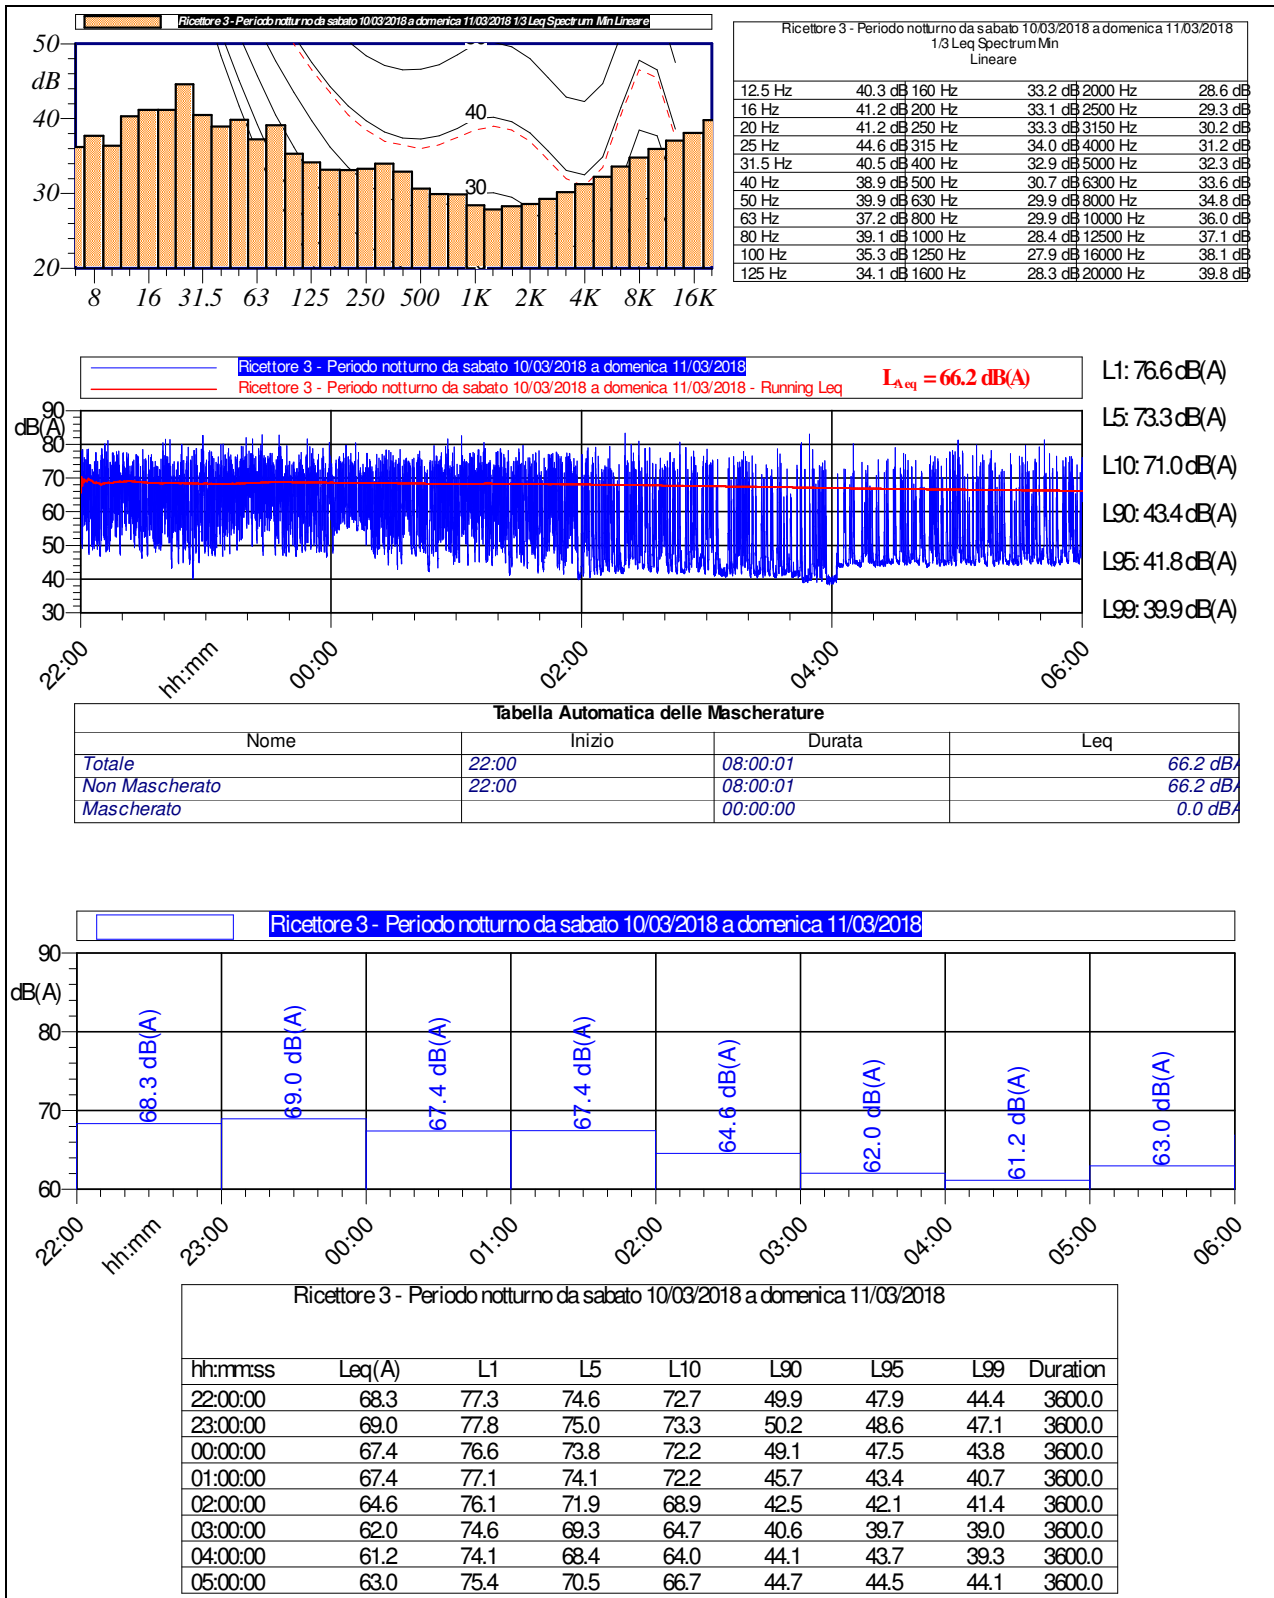 Ricettore 3 - Periodo notturno da sabato 10/03/2018 a domenica 11/03/2018 1/3 Leq Spectrum Min Lineare
50
dB
40
30
20
40
30
8 16 31.5 63 125 250 500 1K 2K 4K 8K 16K
Ricettore 3 - Periodo notturno da sabato 10/03/2018 a domenica 11/03/2018
1/3 Leq Spectrum Min
Lineare
12.5 Hz 40.3 dB 160 Hz 33.2 dB 2000 Hz 28.6 dB
16 Hz 41.2 dB 200 Hz 33.1 dB 2500 Hz 29.3 dB
20 Hz 41.2 dB 250 Hz 33.3 dB 3150 Hz 30.2 dB
25 Hz 44.6 dB 315 Hz 34.0 dB 4000 Hz 31.2 dB
31.5 Hz 40.5 dB 400 Hz 32.9 dB 5000 Hz 32.3 dB
40 Hz 38.9 dB 500 Hz 30.7 dB 6300 Hz 33.6 dB
50 Hz 39.9 dB 630 Hz 29.9 dB 8000 Hz 34.8 dB
63 Hz 37.2 dB 800 Hz 29.9 dB 10000 Hz 36.0 dB
80 Hz 39.1 dB 1000 Hz 28.4 dB 12500 Hz 37.1 dB
100 Hz 35.3 dB 1250 Hz 27.9 dB 16000 Hz 38.1 dB
125 Hz 34.1 dB 1600 Hz 28.3 dB 20000 Hz 39.8 dB
Ricettore 3 - Periodo notturno da sabato 10/03/2018 a domenica 11/03/2018
Ricettore 3 - Periodo notturno da sabato 10/03/2018 a domenica 11/03/2018 - Running Leq
LAeq = 66.2 dB(A)
L1: 76.6 dB(A)
L5: 73.3 dB(A)
L10: 71.0 dB(A)
L90: 43.4 dB(A)
L95: 41.8 dB(A)
L99: 39.9 dB(A)
90
dB(A)
80
70
60
50
40
30
22:00 hh:mm 00:00 02:00 04:00 06:00
Tabella Automatica delle Mascherature
Nome Inizio Durata Leq
Totale 22:00 08:00:01 66.2 dBA
Non Mascherato 22:00 08:00:01 66.2 dBA
Mascherato 00:00:00 0.0 dBA
Ricettore 3 - Periodo notturno da sabato 10/03/2018 a domenica 11/03/2018
90
dB(A)
80
70
60
68.3 dB(A) 69.0 dB(A) 67.4 dB(A) 67.4 dB(A) 64.6 dB(A) 62.0 dB(A) 61.2 dB(A) 63.0 dB(A)
22:00 hh:mm 23:00 00:00 01:00 02:00 03:00 04:00 05:00 06:00
Ricettore 3 - Periodo notturno da sabato 10/03/2018 a domenica 11/03/2018
hh:mm:ss Leq(A) L1 L5 L10 L90 L95 L99 Duration
22:00:00 68.3 77.3 74.6 72.7 49.9 47.9 44.4 3600.0
23:00:00 69.0 77.8 75.0 73.3 50.2 48.6 47.1 3600.0
00:00:00 67.4 76.6 73.8 72.2 49.1 47.5 43.8 3600.0
01:00:00 67.4 77.1 74.1 72.2 45.7 43.4 40.7 3600.0
02:00:00 64.6 76.1 71.9 68.9 42.5 42.1 41.4 3600.0
03:00:00 62.0 74.6 69.3 64.7 40.6 39.7 39.0 3600.0
04:00:00 61.2 74.1 68.4 64.0 44.1 43.7 39.3 3600.0
05:00:00 63.0 75.4 70.5 66.7 44.7 44.5 44.1 3600.0